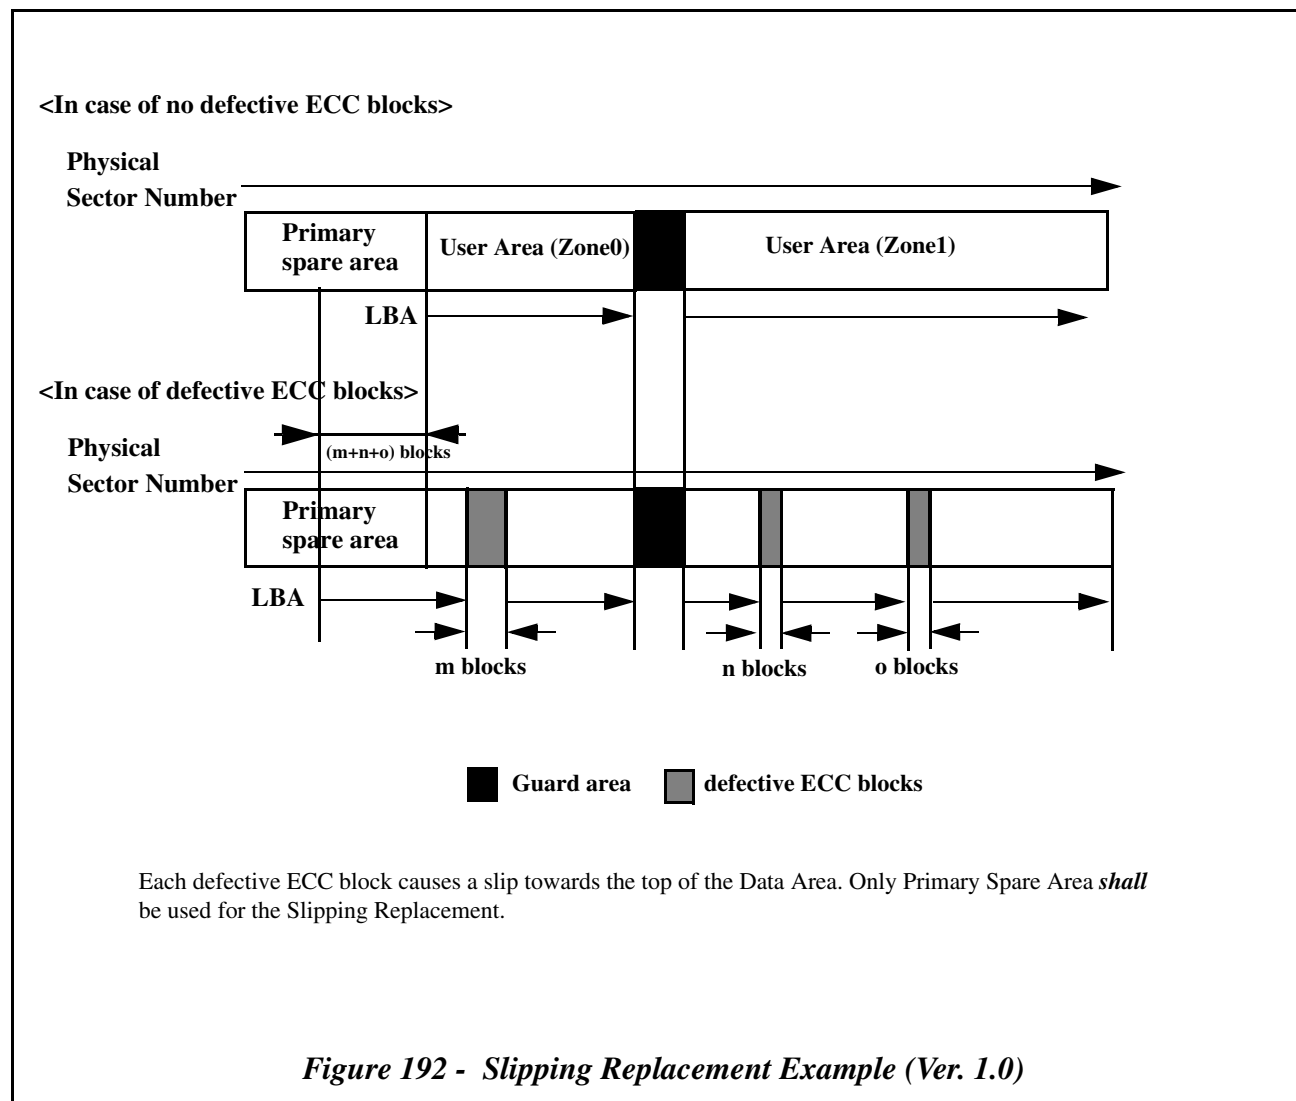 <In case of no defective ECC blocks>
Physical
Sector Number
Primary
spare area
User Area (Zone0)
User Area (Zone1)
LBA
<In case of defective ECC blocks>
Physical
Sector Number
(m+n+o) blocks
Primary
spare area
LBA
m blocks
n blocks
o blocks
Guard area
defective ECC blocks
Each defective ECC block causes a slip towards the top of the Data Area. Only Primary Spare Area shall
be used for the Slipping Replacement.
Figure 192 - Slipping Replacement Example (Ver. 1.0)